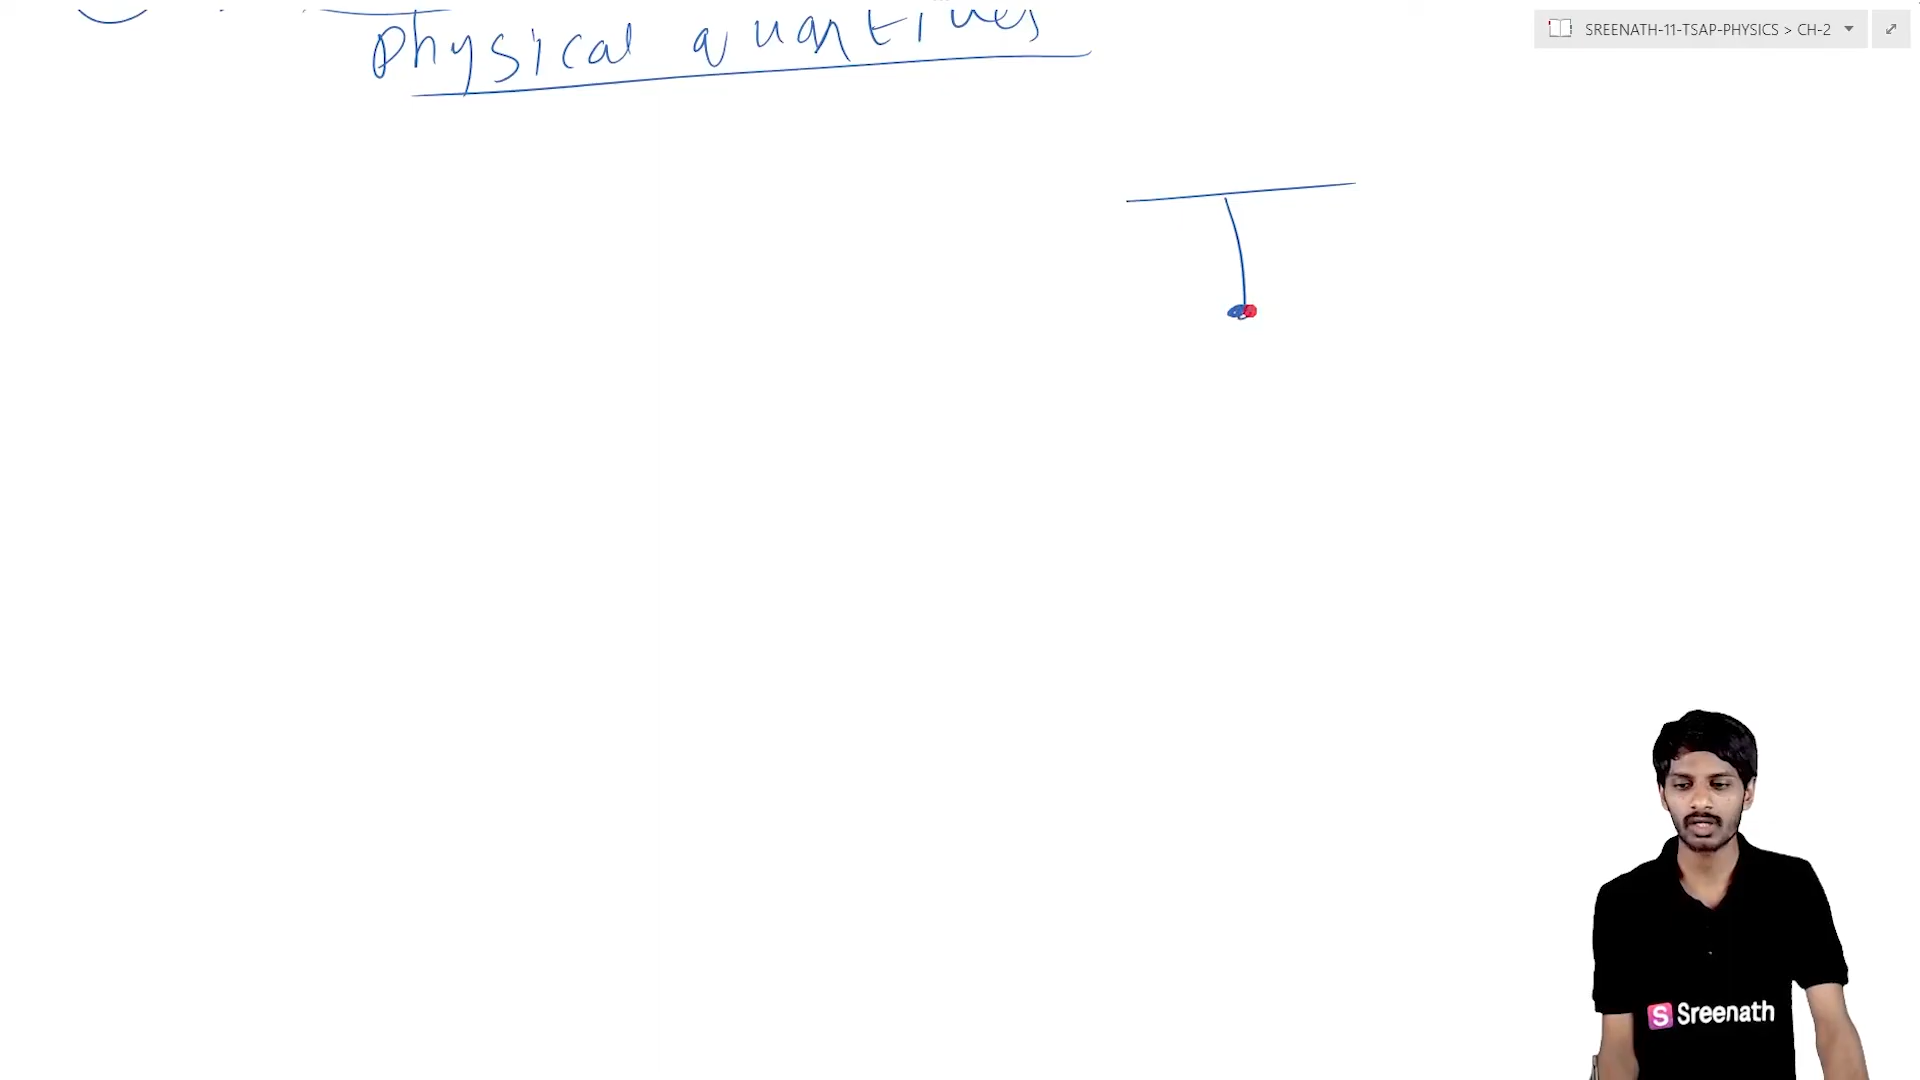 SREENATH-11-TSAP-PHYSICS > CH-2
Physical quantities
S Sreenath